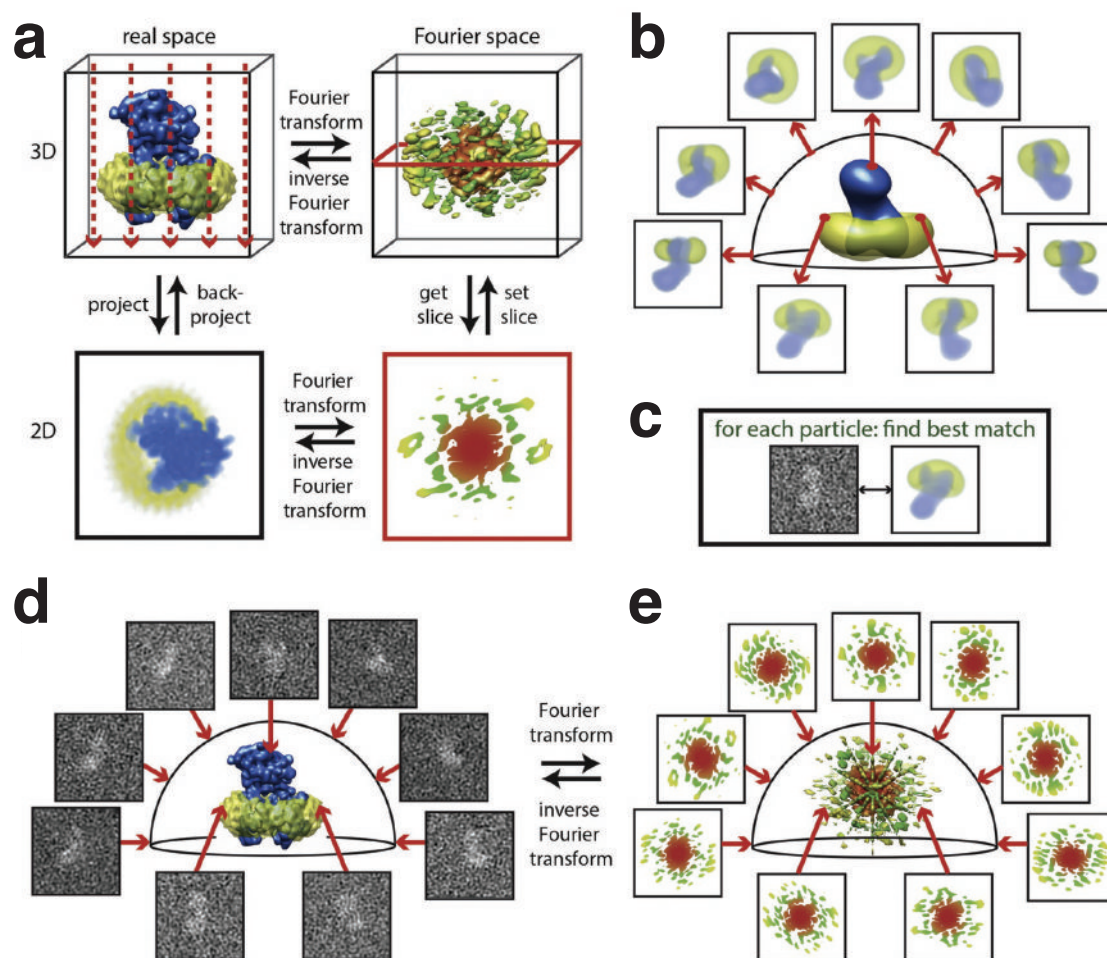 a
real space
Fourier space
3D
Fourier
transform
inverse
Fourier
transform
project
back-
project
get
slice
set
slice
2D
Fourier
transform
inverse
Fourier
transform
b
c
for each particle: find best match
d
Fourier
transform
inverse
Fourier
transform
e